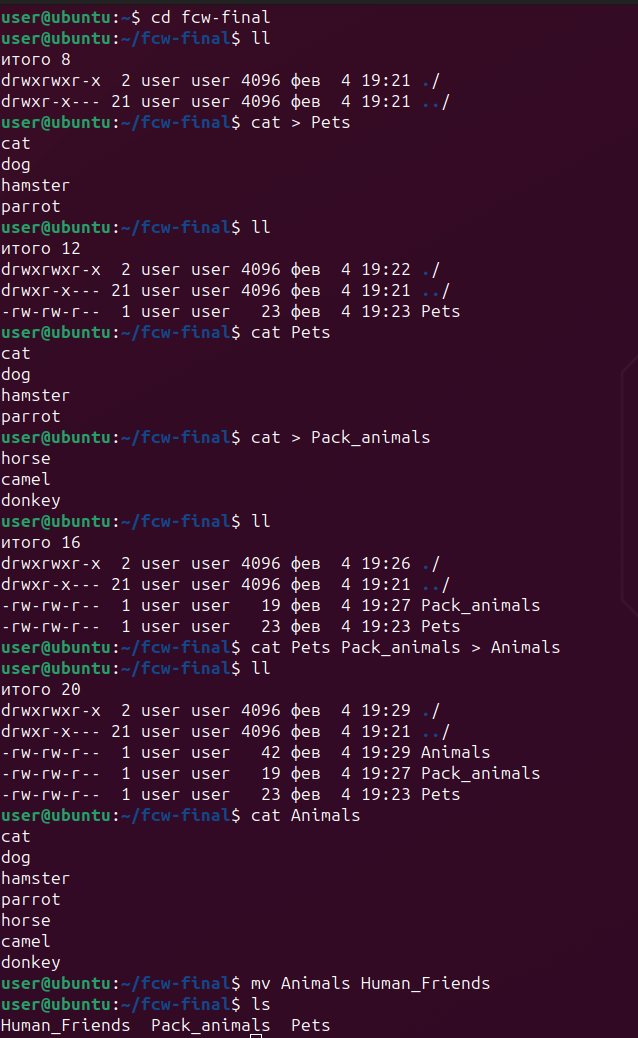 user@ubuntu:~$ cd fcw-final
user@ubuntu:~/fcw-final$ ll
итого 8
drwxrwxr-x  2 user user 4096 фев  4 19:21 ./
drwxr-x--- 21 user user 4096 фев  4 19:21 ../
user@ubuntu:~/fcw-final$ cat > Pets
cat
dog
hamster
parrot
user@ubuntu:~/fcw-final$ ll
итого 12
drwxrwxr-x  2 user user 4096 фев  4 19:22 ./
drwxr-x--- 21 user user 4096 фев  4 19:21 ../
-rw-rw-r--  1 user user   23 фев  4 19:23 Pets
user@ubuntu:~/fcw-final$ cat Pets
cat
dog
hamster
parrot
user@ubuntu:~/fcw-final$ cat > Pack_animals
horse
camel
donkey
user@ubuntu:~/fcw-final$ ll
итого 16
drwxrwxr-x  2 user user 4096 фев  4 19:26 ./
drwxr-x--- 21 user user 4096 фев  4 19:21 ../
-rw-rw-r--  1 user user   19 фев  4 19:27 Pack_animals
-rw-rw-r--  1 user user   23 фев  4 19:23 Pets
user@ubuntu:~/fcw-final$ cat Pets Pack_animals > Animals
user@ubuntu:~/fcw-final$ ll
итого 20
drwxrwxr-x  2 user user 4096 фев  4 19:29 ./
drwxr-x--- 21 user user 4096 фев  4 19:21 ../
-rw-rw-r--  1 user user   42 фев  4 19:29 Animals
-rw-rw-r--  1 user user   19 фев  4 19:27 Pack_animals
-rw-rw-r--  1 user user   23 фев  4 19:23 Pets
user@ubuntu:~/fcw-final$ cat Animals
cat
dog
hamster
parrot
horse
camel
donkey
user@ubuntu:~/fcw-final$ mv Animals Human_Friends
user@ubuntu:~/fcw-final$ ls
Human_Friends  Pack_animals  Pets